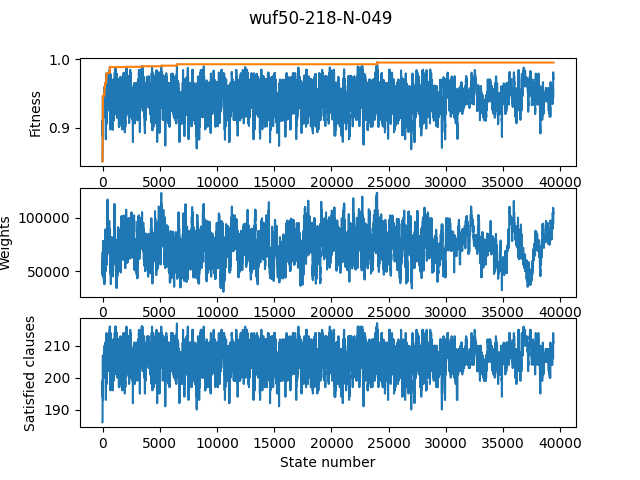 wuf50-218-N-049
1.0
0.9
Fitness
0 5000 10000 15000 20000 25000 30000 35000 40000
100000
50000
Weights
0 5000 10000 15000 20000 25000 30000 35000 40000
210
200
190
Satisfied clauses
0 5000 10000 15000 20000 25000 30000 35000 40000
State number